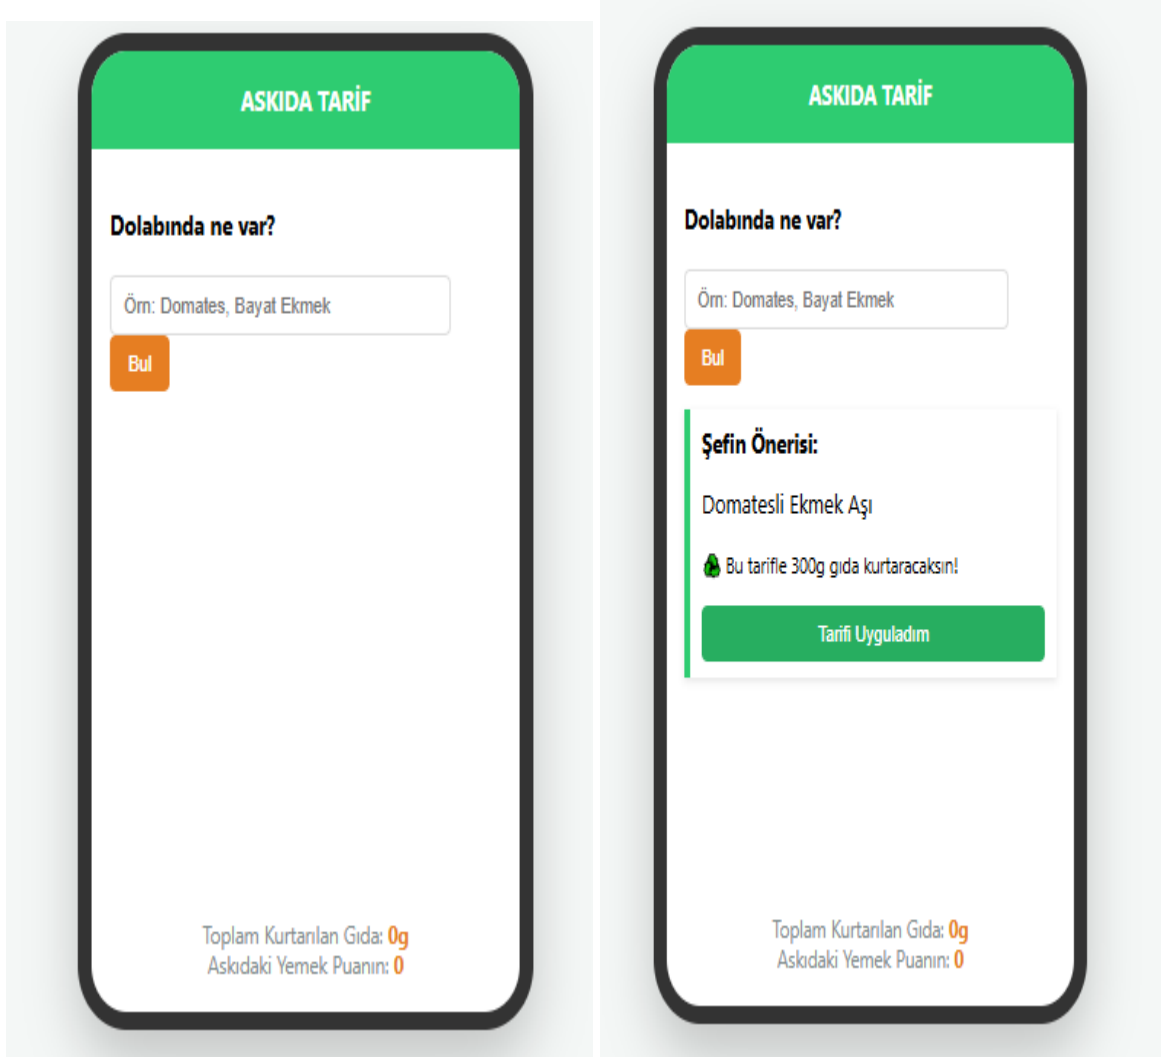 ASKIDA TARİF
Dolabında ne var?
Örn: Domates, Bayat Ekmek
Bul
Toplam Kurtarılan Gıda: 0g
Askıdaki Yemek Puanın: 0
ASKIDA TARİF
Dolabında ne var?
Örn: Domates, Bayat Ekmek
Bul
Şefin Önerisi:
Domatesli Ekmek Aşı
Bu tarifle 300g gıda kurtaracaksın!
Tarifi Uyguladım
Toplam Kurtarılan Gıda: 0g
Askıdaki Yemek Puanın: 0